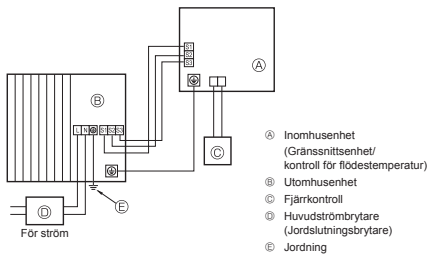 S1
S2
S3
Ⓐ
Ⓑ
L N S1 S2 S3
Ⓒ
Ⓔ
Ⓓ
För ström
Ⓐ Inomhusenhet
(Gränssnittsenhet/
kontroll för flödestemperatur)
Ⓑ Utomhusenhet
Ⓒ Fjärrkontroll
Ⓓ Huvudströmbrytare
(Jordslutningsbrytare)
Ⓔ Jordning